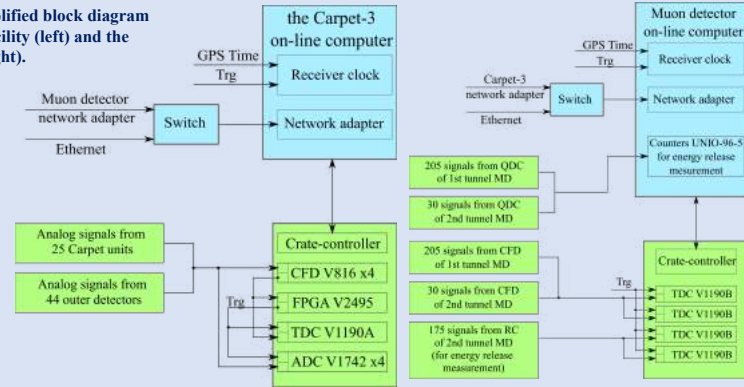 lified block diagram
cility (left) and the
ht).
the Carpet-3
on-line computer
GPS Time
Trg
Receiver clock
Muon detector
network adapter
Ethernet
Switch
Network adapter
Analog signals from
25 Carpet units
Analog signals from
44 outer detectors
Crate-controller
CFD V816 x4
Trg
FPGA V2495
TDC V1190A
ADC V1742 x4
Muon detector
on-line computer
GPS Time
Trg
Receiver clock
Carpet-3
network adapter
Ethernet
Switch
Network adapter
Counters UNIO-96-5
for energy release
mesurement
205 signals from QDC
of 1st tunnel MD
30 signals from QDC
of 2nd tunnel MD
205 signals from CFD
of 1st tunnel MD
30 signals from CFD
of 2nd tunnel MD
175 signals from RC
of 2nd tunnel MD
(for energy release
measurement)
Crate-controller
Trg
TDC V1190B
TDC V1190B
TDC V1190B
TDC V1190B